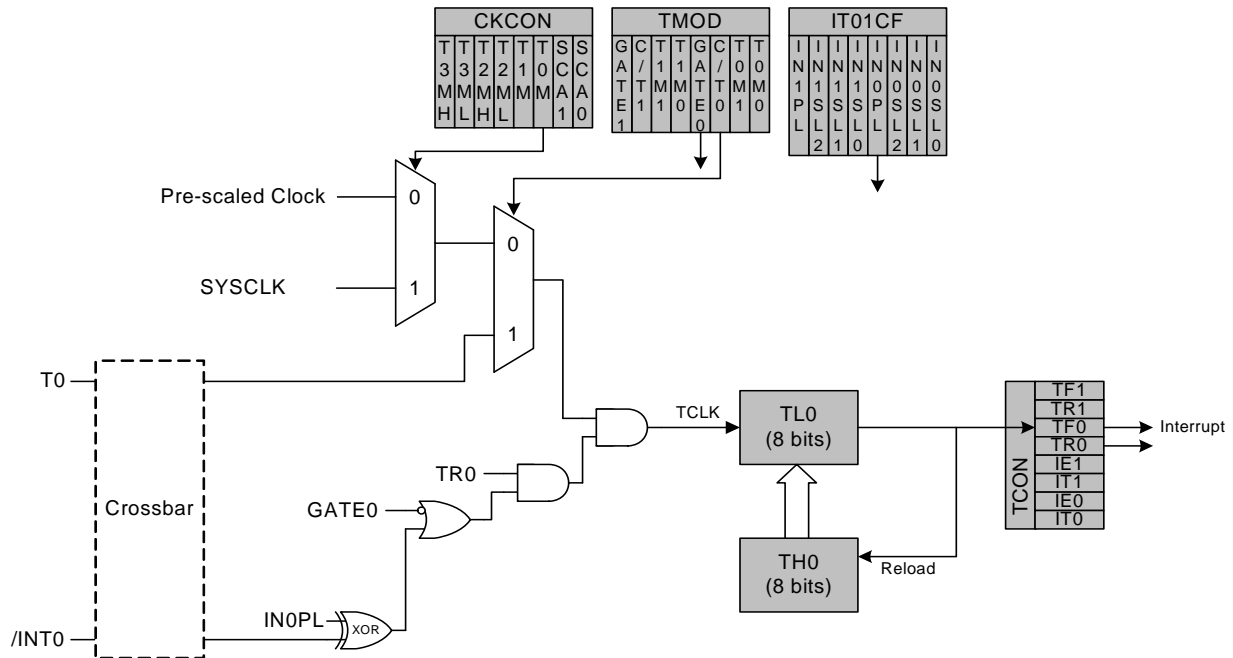 CKCON
T3MH
T3ML
T2MH
T2ML
T1M
T0M
SCA1
SCA0
TMOD
GATE1
C/T1
T1M1
T1M0
GATE0
C/T0
T0M1
T0M0
IT01CF
IN1PL
IN1SL2
IN1SL1
IN1SL0
IN0PL
IN0SL2
IN0SL1
IN0SL0
Pre-scaled Clock
0
SYSCLK
1
0
1
T0
Crossbar
/INT0
GATE0
TR0
IN0PL
XOR
TCLK
TL0
(8 bits)
TH0
(8 bits)
Reload
TCON
TF1
TR1
TF0
TR0
IE1
IT1
IE0
IT0
Interrupt